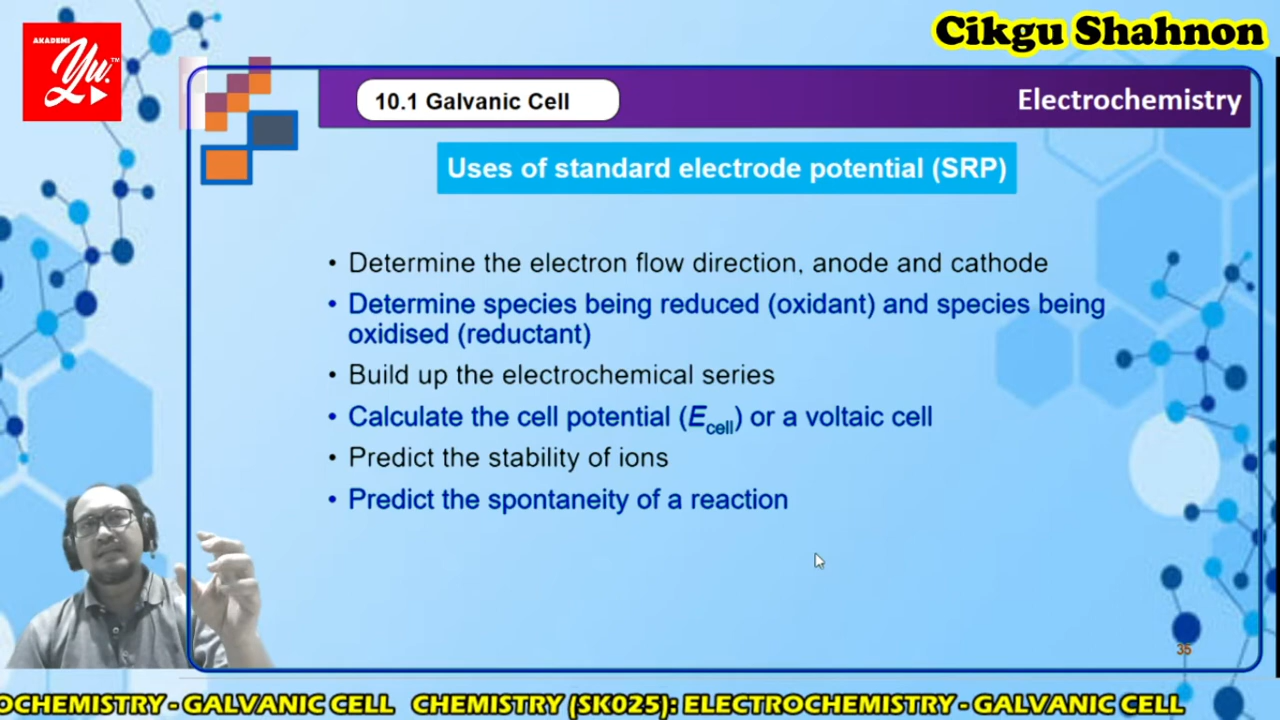 Cikgu Shahnon
AKADEMI
Yu.
TM
10.1 Galvanic Cell
Electrochemistry
Uses of standard electrode potential (SRP)
• Determine the electron flow direction, anode and cathode
• Determine species being reduced (oxidant) and species being
oxidised (reductant)
• Build up the electrochemical series
• Calculate the cell potential (Ecell) or a voltaic cell
• Predict the stability of ions
• Predict the spontaneity of a reaction
35
OCHEMISTRY - GALVANIC CELL CHEMISTRY (SK025): ELECTROCHEMISTRY - GALVANIC CELL